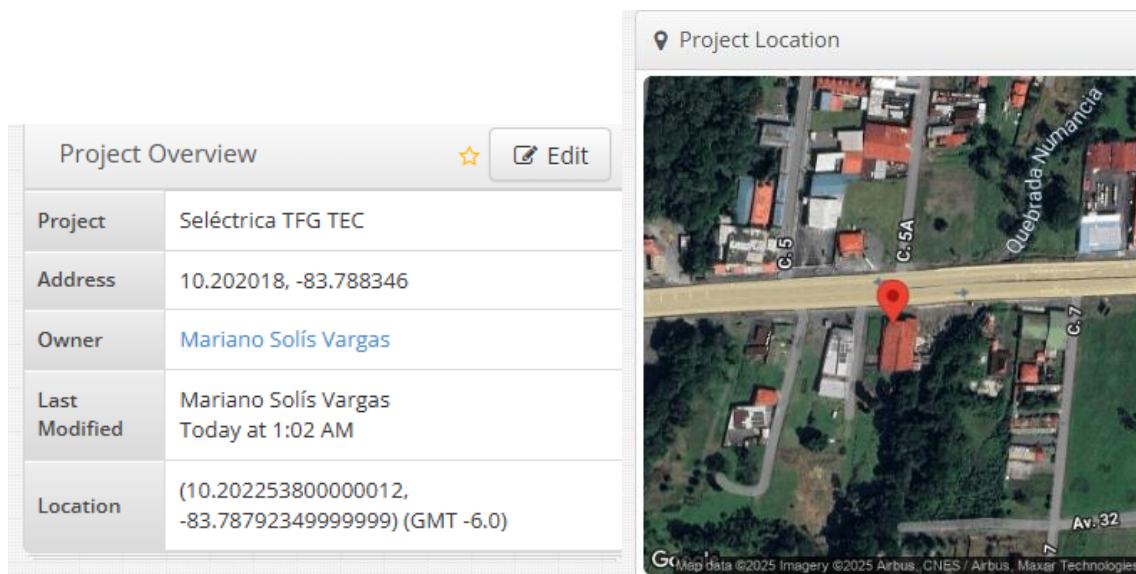 Project Overview
Edit
Project Seléctrica TFG TEC
Address 10.202018, -83.788346
Owner Mariano Solís Vargas
Last Modified Mariano Solís Vargas
Today at 1:02 AM
Location (10.202253800000012,
-83.78792349999999) (GMT -6.0)
Project Location
Quebrada Numancia
C. 5
C. 5A
C. 7
Av. 32
7
Map data ©2025 Imagery ©2025 Airbus, CNES / Airbus, Maxar Technologies